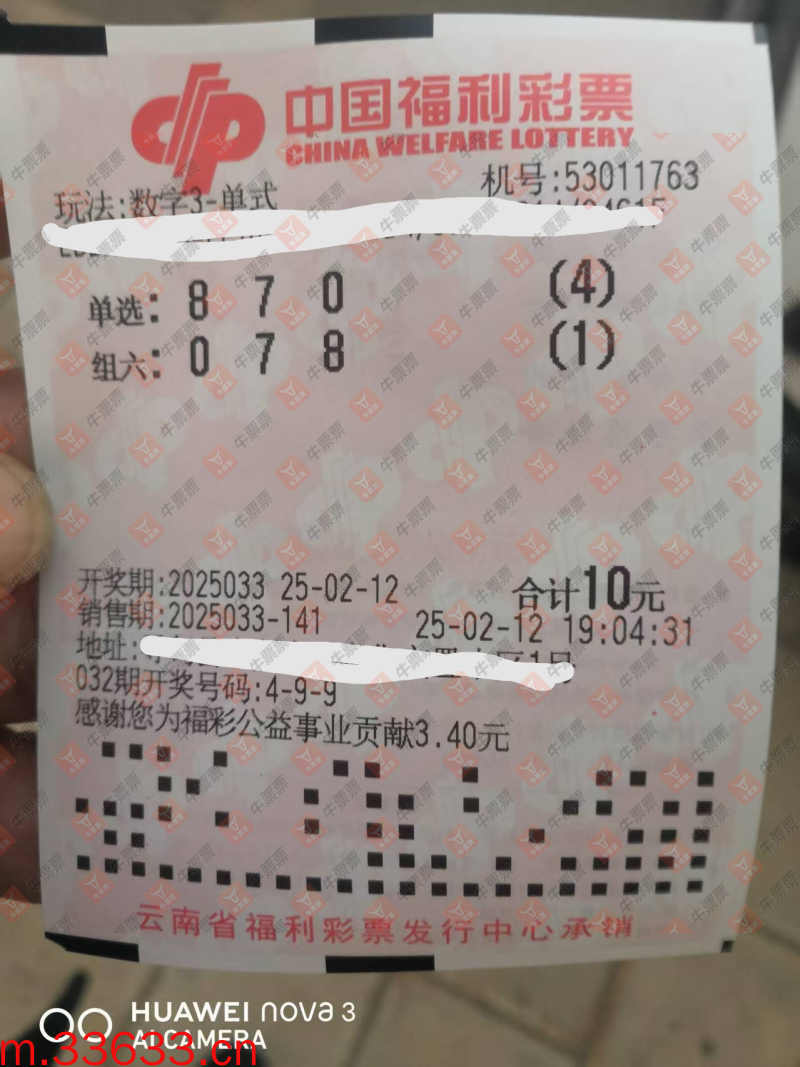 中国福利彩票
CHINA WELFARE LOTTERY
机号:53011763
玩法:数字3-单式
单选: 8 7 0 (4)
组六: 0 7 8 (1)
开奖期:2025033 25-02-12 合计10元
销售期:2025033-141 25-02-12 19:04:31
地址:
032期开奖号码:4-9-9
感谢您为福彩公益事业贡献3.40元
云南省福利彩票发行中心承销
HUAWEI nova 3
AI CAMERA
m.33633.cn
牛票票